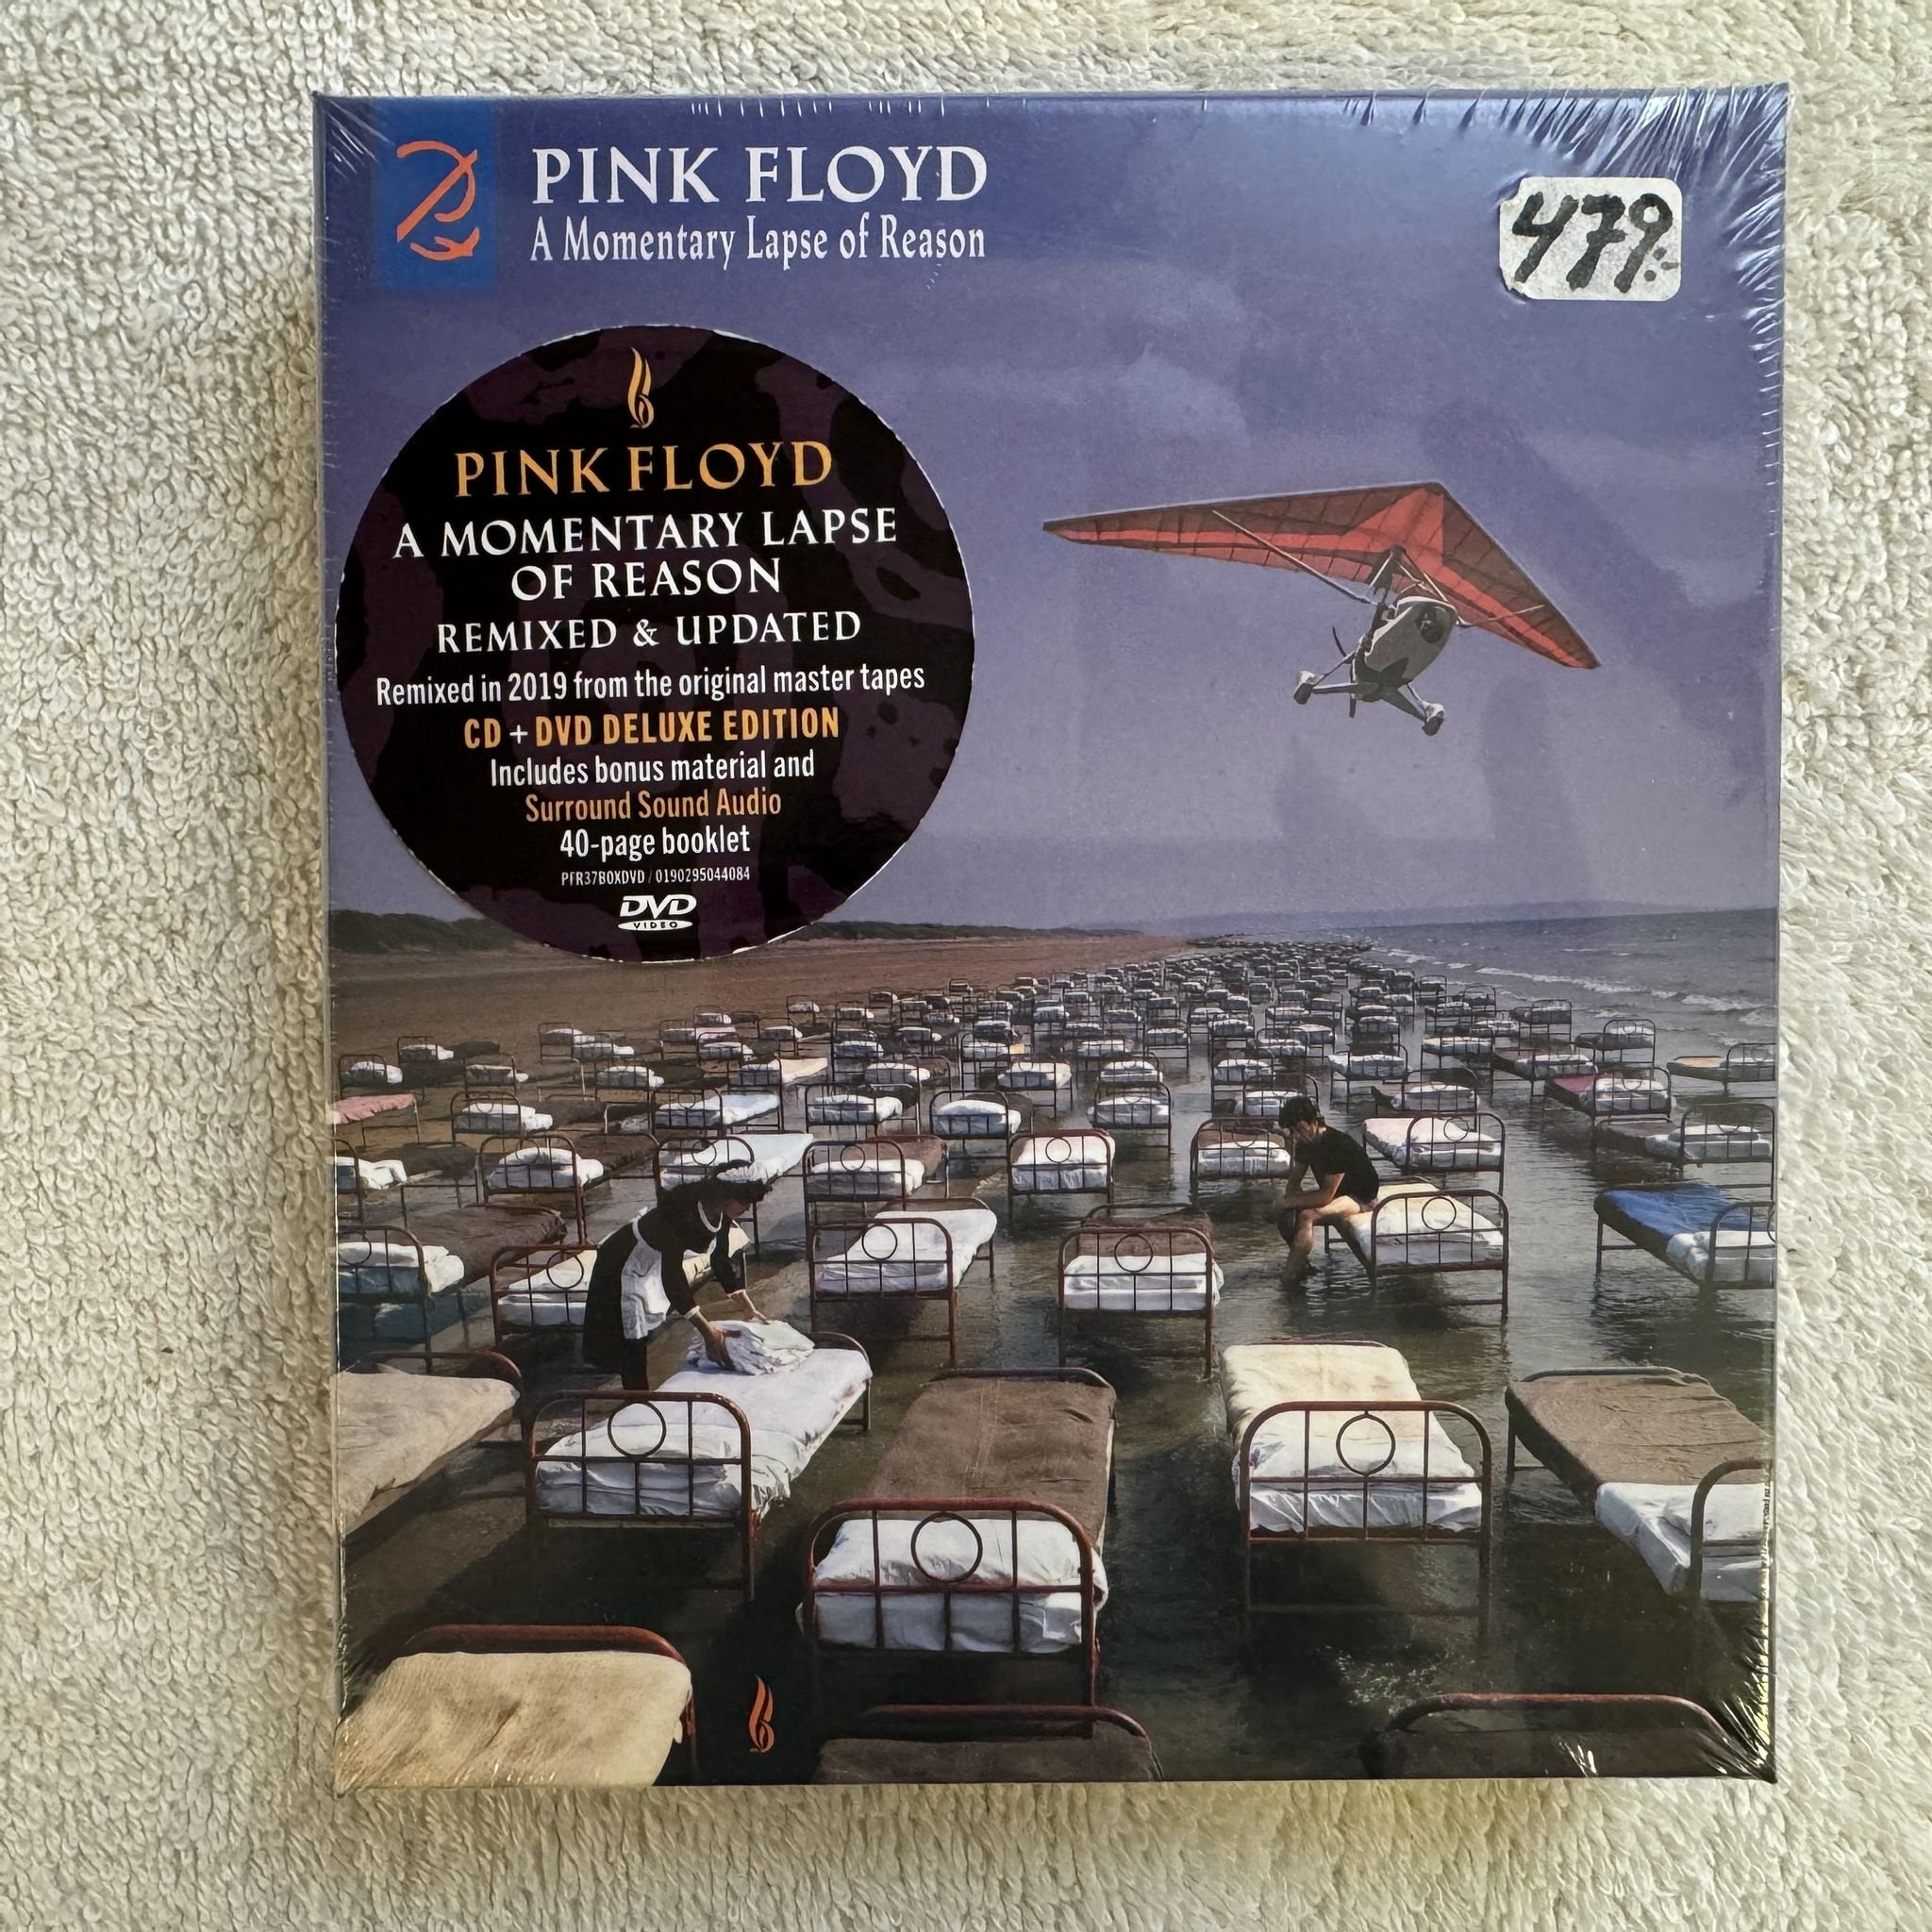 PINK FLOYD
A Momentary Lapse of Reason
479:-
PINK FLOYD
A MOMENTARY LAPSE
OF REASON
REMIXED & UPDATED
Remixed in 2019 from the original master tapes
CD + DVD DELUXE EDITION
Includes bonus material and
Surround Sound Audio
40-page booklet
PFR37BOXDVD / 0190295044084
DVD
VIDEO